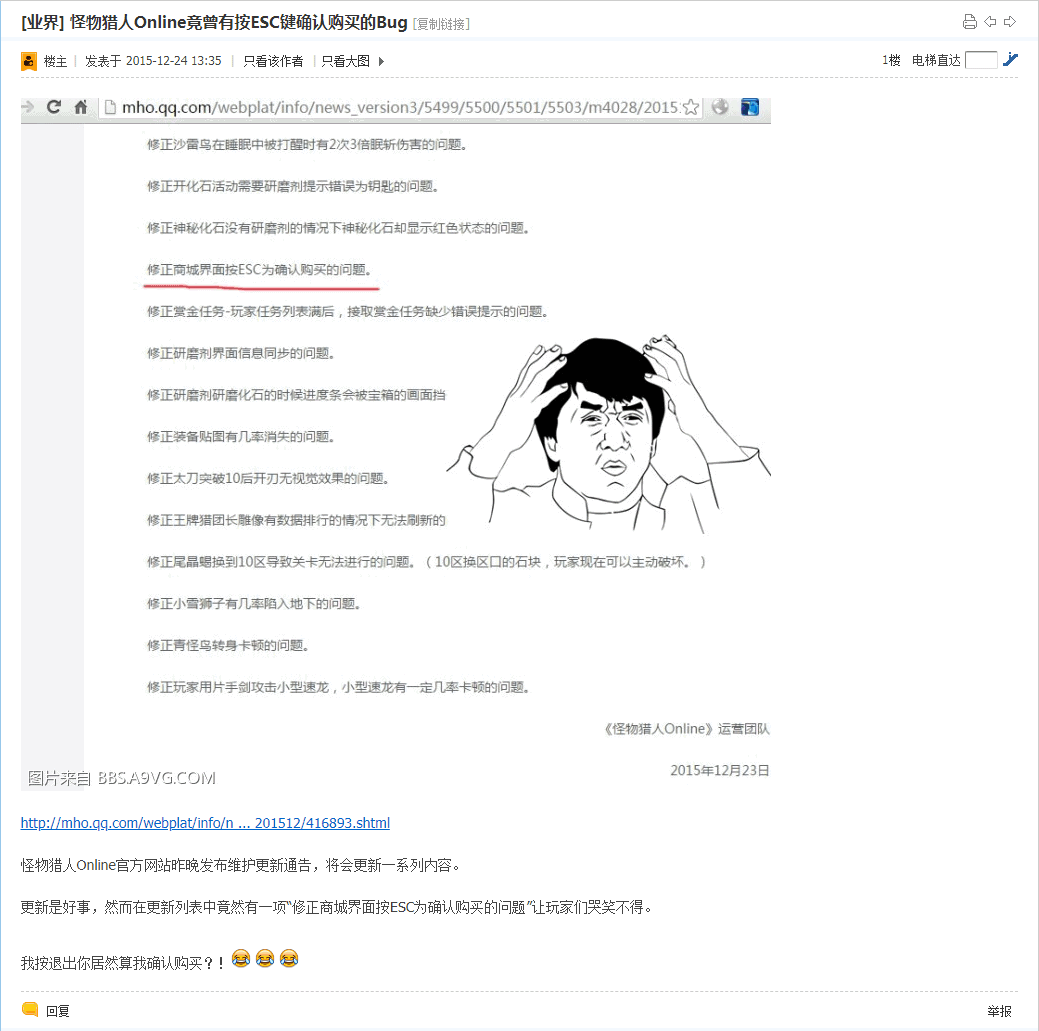 [业界] 怪物猎人Online竟曾有按ESC键确认购买的Bug [复制链接]
楼主 | 发表于 2015-12-24 13:35 | 只看该作者 | 只看大图
1楼 电梯直达
mho.qq.com/webplat/info/news_version3/5499/5500/5501/5503/m4028/2015
修正沙雷鸟在睡眠中被打醒时有2次3倍眠斩伤害的问题。
修正开化石活动需要研磨剂提示错误为钥匙的问题。
修正神秘化石没有研磨剂的情况下神秘化石却显示红色状态的问题。
修正商城界面按ESC为确认购买的问题。
修正赏金任务-玩家任务列表满后，接取赏金任务缺少错误提示的问题。
修正研磨剂界面信息同步的问题。
修正研磨剂研磨化石的时候进度条会被宝箱的画面挡
修正装备贴图有几率消失的问题。
修正太刀突破10后开刃无视觉效果的问题。
修正王牌猎团长雕像有数据排行的情况下无法刷新的
修正尾晶蝎换到10区导致关卡无法进行的问题。（10区换区口的石块，玩家现在可以主动破坏。）
修正小雪狮子有几率陷入地下的问题。
修正青怪鸟转身卡顿的问题。
修正玩家用片手剑攻击小型速龙，小型速龙有一定几率卡顿的问题。
《怪物猎人Online》运营团队
2015年12月23日
图片来自 BBS.A9VG.COM
http://mho.qq.com/webplat/info/n ... 201512/416893.shtml
怪物猎人Online官方网站昨晚发布维护更新通告，将会更新一系列内容。
更新是好事，然而在更新列表中竟然有一项“修正商城界面按ESC为确认购买的问题”让玩家们哭笑不得。
我按退出你居然算我确认购买？！
回复
举报